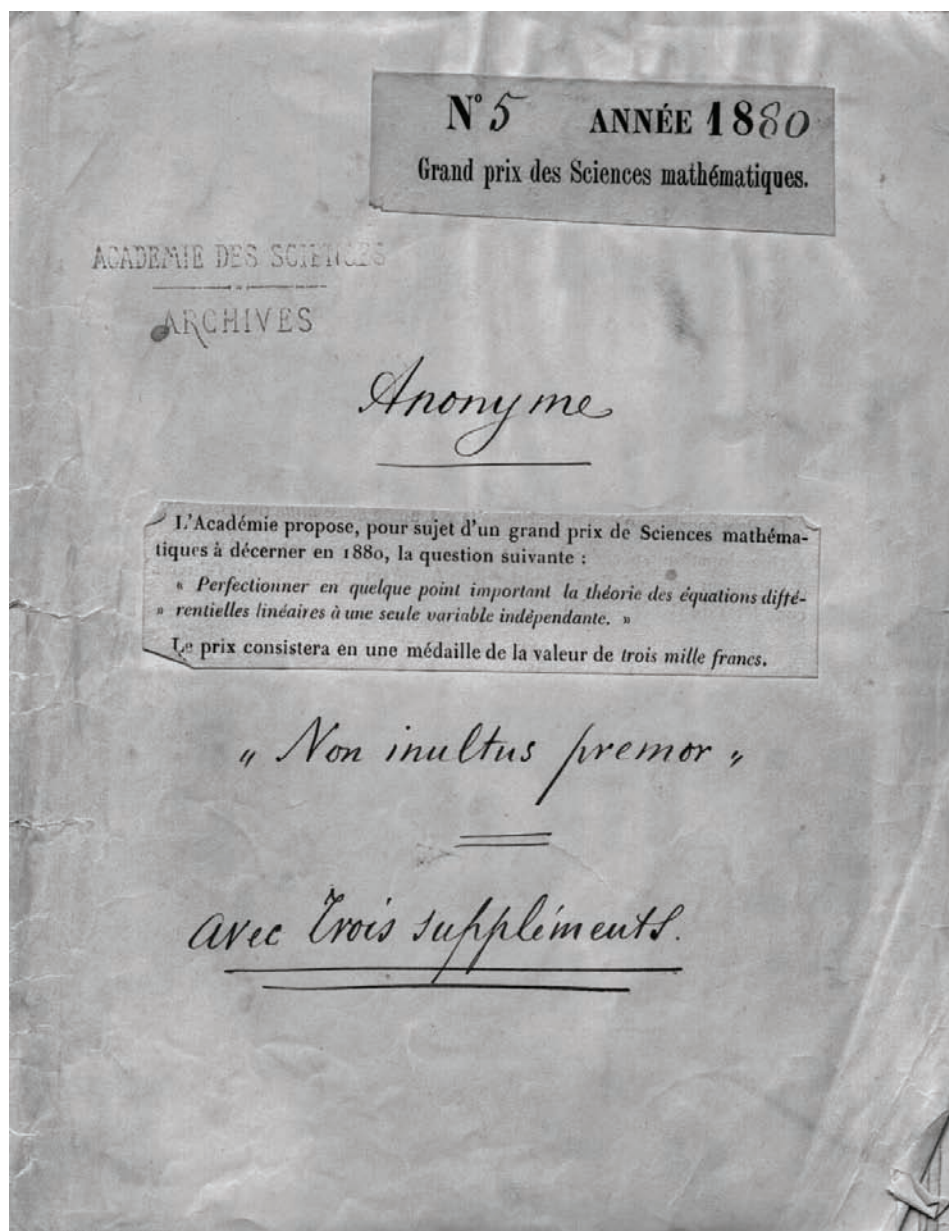 N° 5 ANNÉE 1880
Grand prix des Sciences mathématiques.
ACADEMIE DES SCIENCES
ARCHIVES
Anonyme
L'Académie propose, pour sujet d'un grand prix de Sciences mathéma-
tiques à décerner en 1880, la question suivante :
« Perfectionner en quelque point important la théorie des équations diffé-
» rentielles linéaires à une seule variable indépendante. »
Le prix consistera en une médaille de la valeur de trois mille francs.
„ Non inultus premor „
avec Trois suppléments.